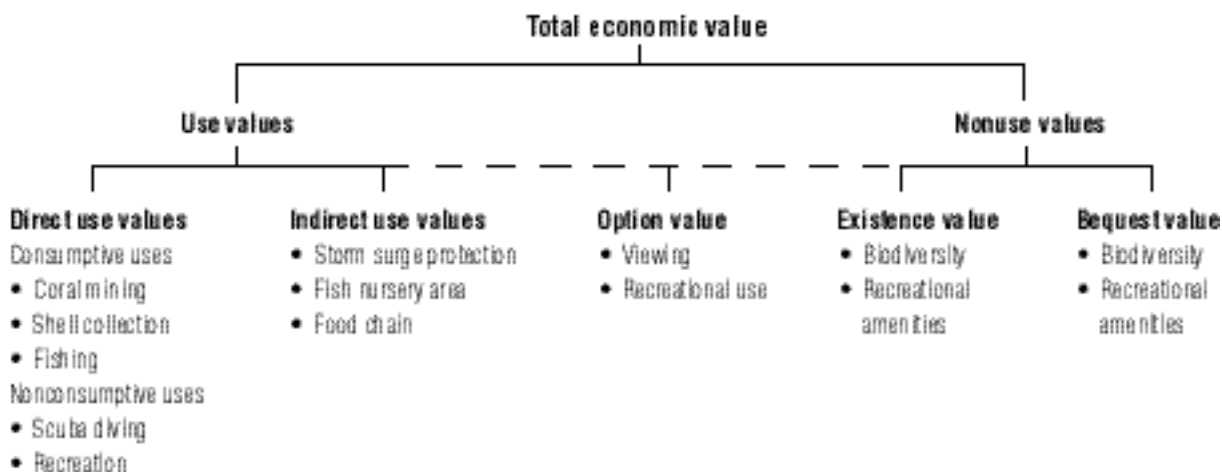 Total economic value
Use values
Nonuse values
Direct use values
Consumptive uses
• Coral mining
• Shell collection
• Fishing
Nonconsumptive uses
• Scuba diving
• Recreation
Indirect use values
• Storm surge protection
• Fish nursery area
• Food chain
Option value
• Viewing
• Recreational use
Existence value
• Biodiversity
• Recreational
amenities
Bequest value
• Biodiversity
• Recreational
amenities